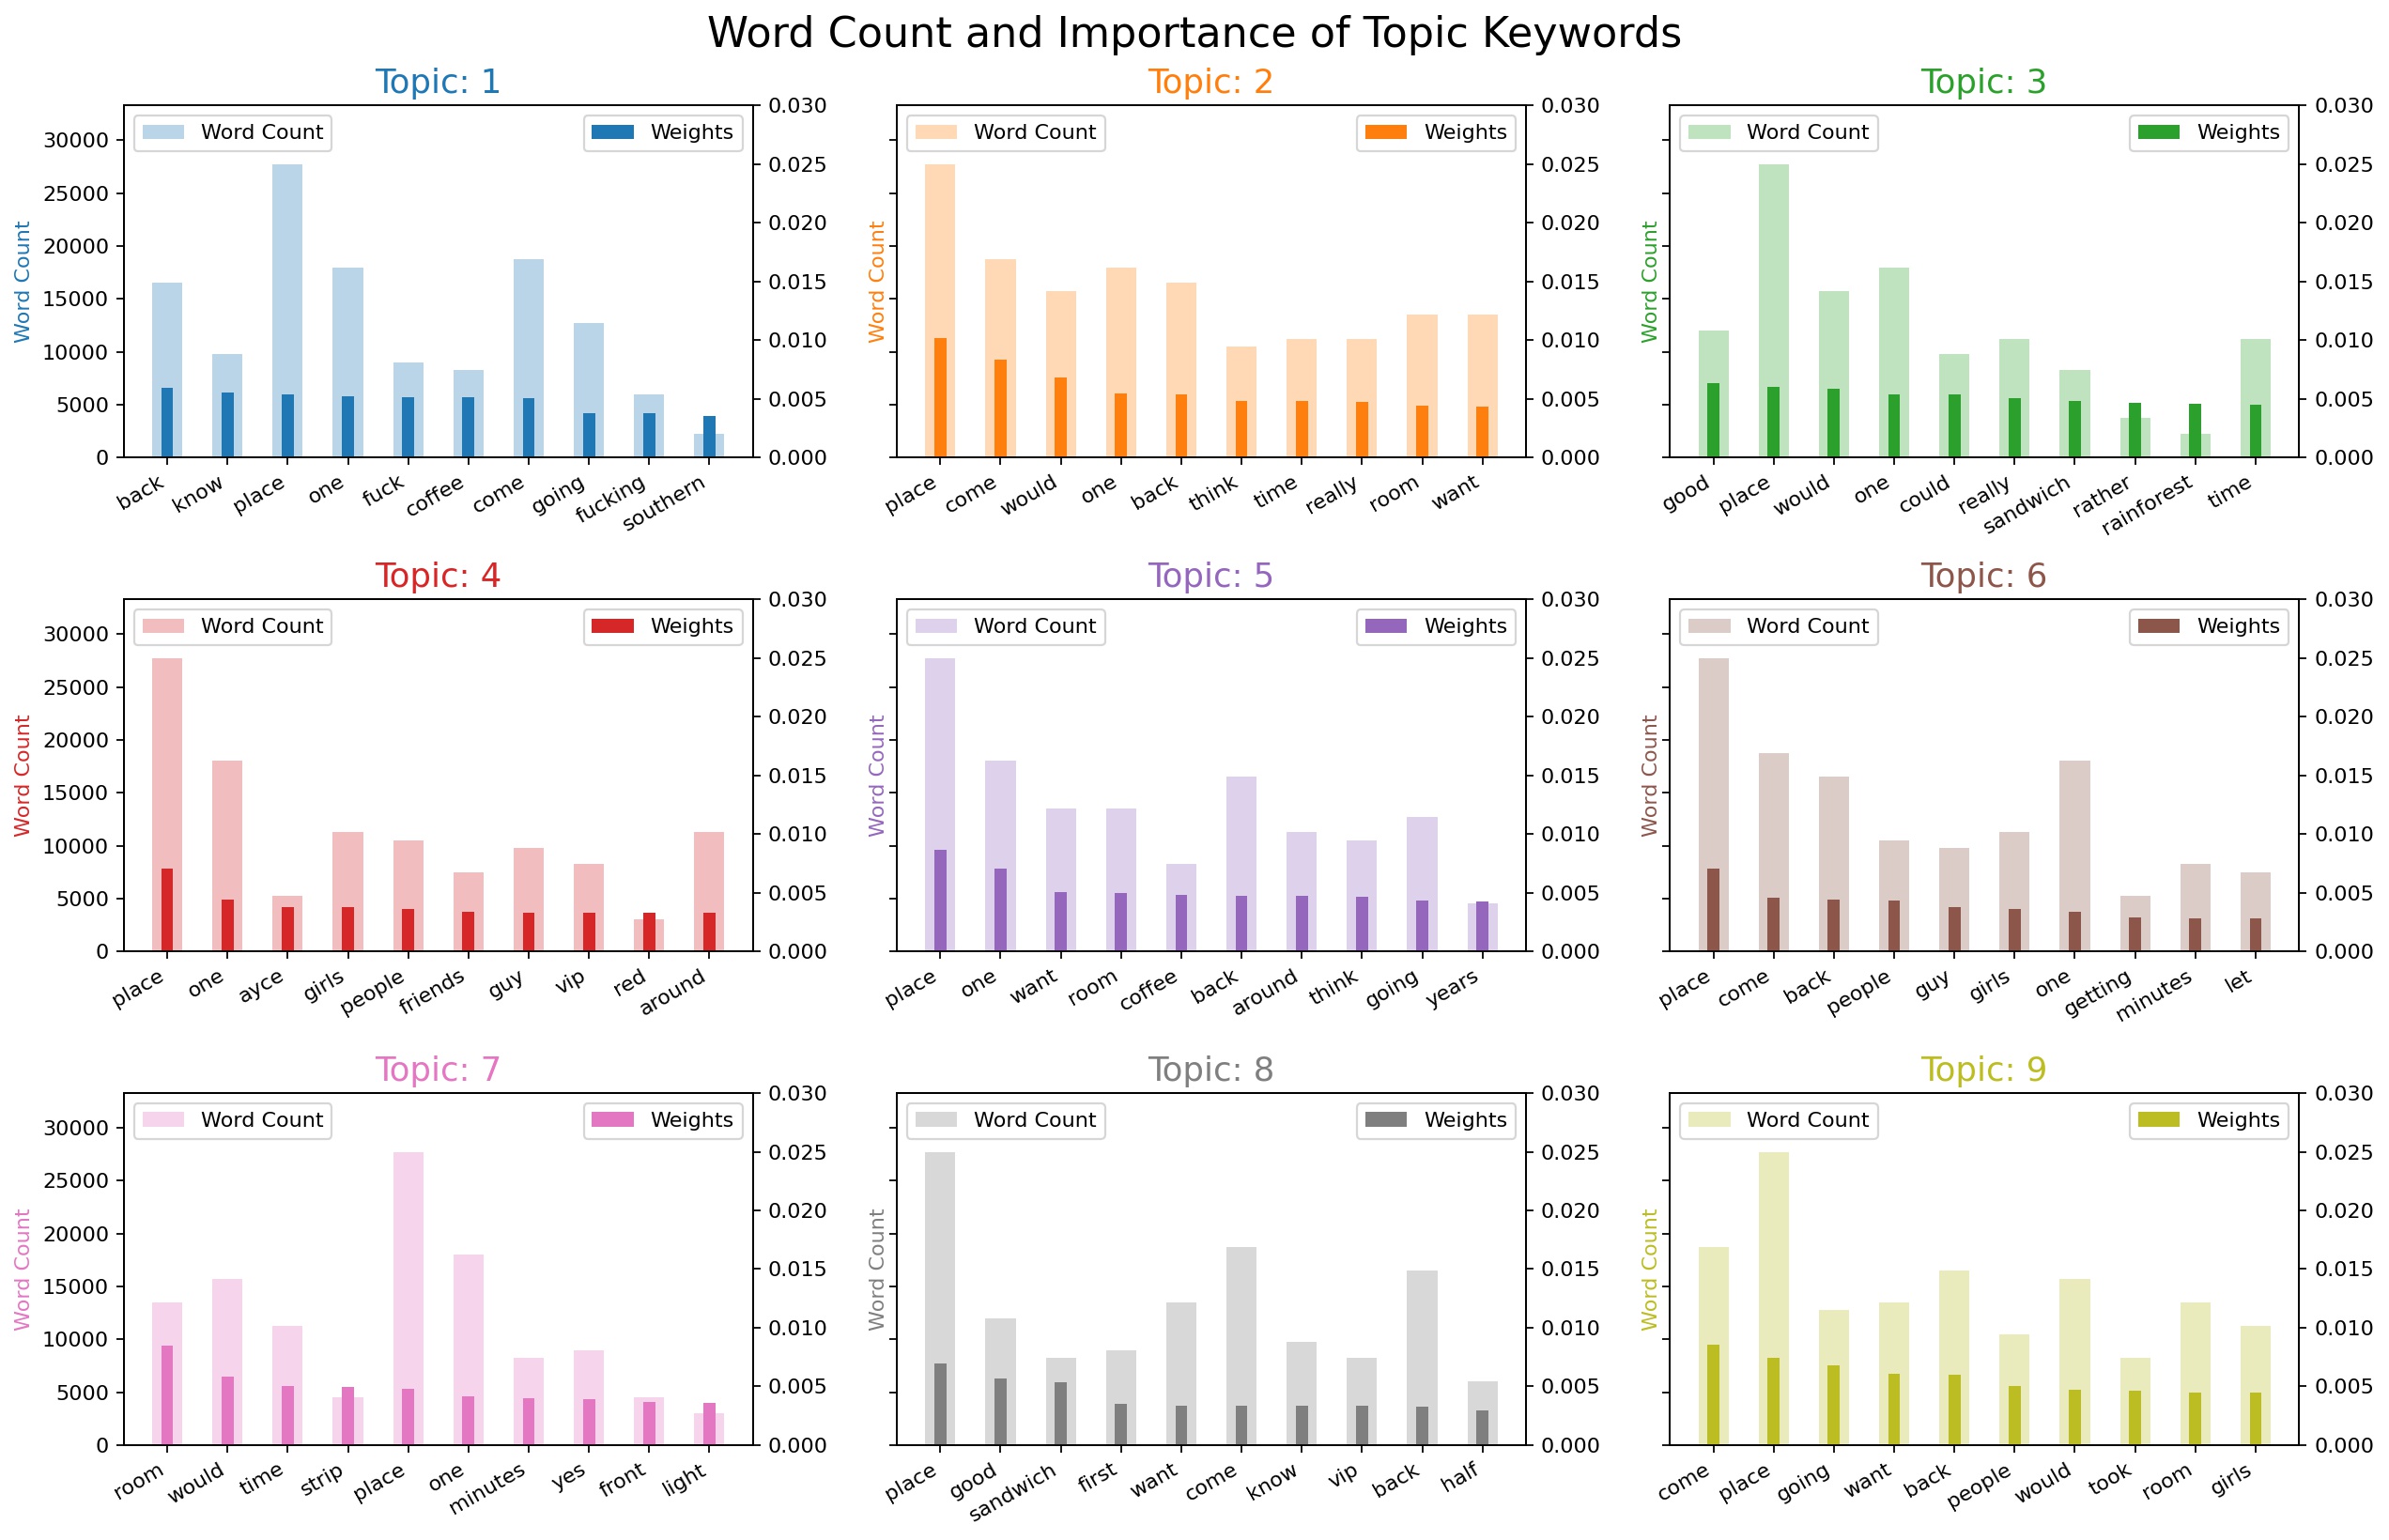 Word Count and Importance of Topic Keywords
Topic: 1
Word Count
Weights
Word Count
30000
25000
20000
15000
10000
5000
0
0.030
0.025
0.020
0.015
0.010
0.005
0.000
back know place one fuck coffee come going fucking southern
Topic: 2
Word Count
Weights
Word Count
0.030
0.025
0.020
0.015
0.010
0.005
0.000
place come would one back think time really room want
Topic: 3
Word Count
Weights
Word Count
0.030
0.025
0.020
0.015
0.010
0.005
0.000
good place would one could really sandwich rather rainforest time
Topic: 4
Word Count
Weights
Word Count
30000
25000
20000
15000
10000
5000
0
0.030
0.025
0.020
0.015
0.010
0.005
0.000
place one ayce girls people friends guy vip red around
Topic: 5
Word Count
Weights
Word Count
0.030
0.025
0.020
0.015
0.010
0.005
0.000
place one want room coffee back around think going years
Topic: 6
Word Count
Weights
Word Count
0.030
0.025
0.020
0.015
0.010
0.005
0.000
place come back people guy girls one getting minutes let
Topic: 7
Word Count
Weights
Word Count
30000
25000
20000
15000
10000
5000
0
0.030
0.025
0.020
0.015
0.010
0.005
0.000
room would time strip place one minutes yes front light
Topic: 8
Word Count
Weights
Word Count
0.030
0.025
0.020
0.015
0.010
0.005
0.000
place good sandwich first want come know vip back half
Topic: 9
Word Count
Weights
Word Count
0.030
0.025
0.020
0.015
0.010
0.005
0.000
come place going want back people would took room girls